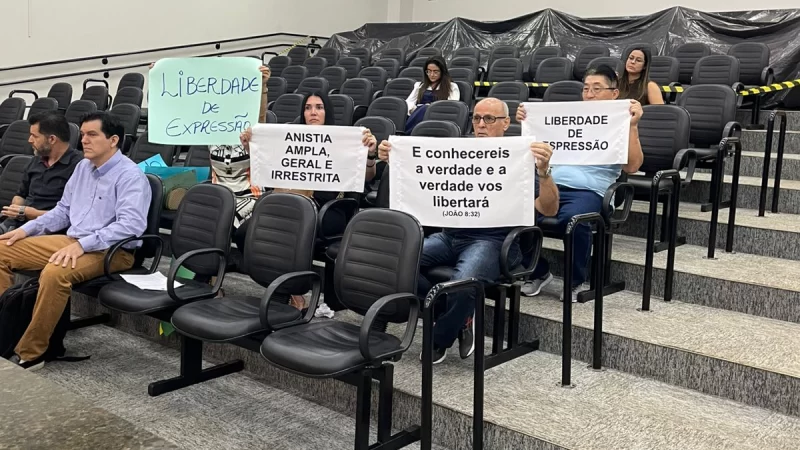 LIBERDADE
DE
EXPRESSÃO
ANISTIA
AMPLA,
GERAL E
IRRESTRITA
E conhecereis
a verdade e a
verdade vos
libertará
(JOÃO 8:32)
LIBERDADE
DE
EXPRESSÃO